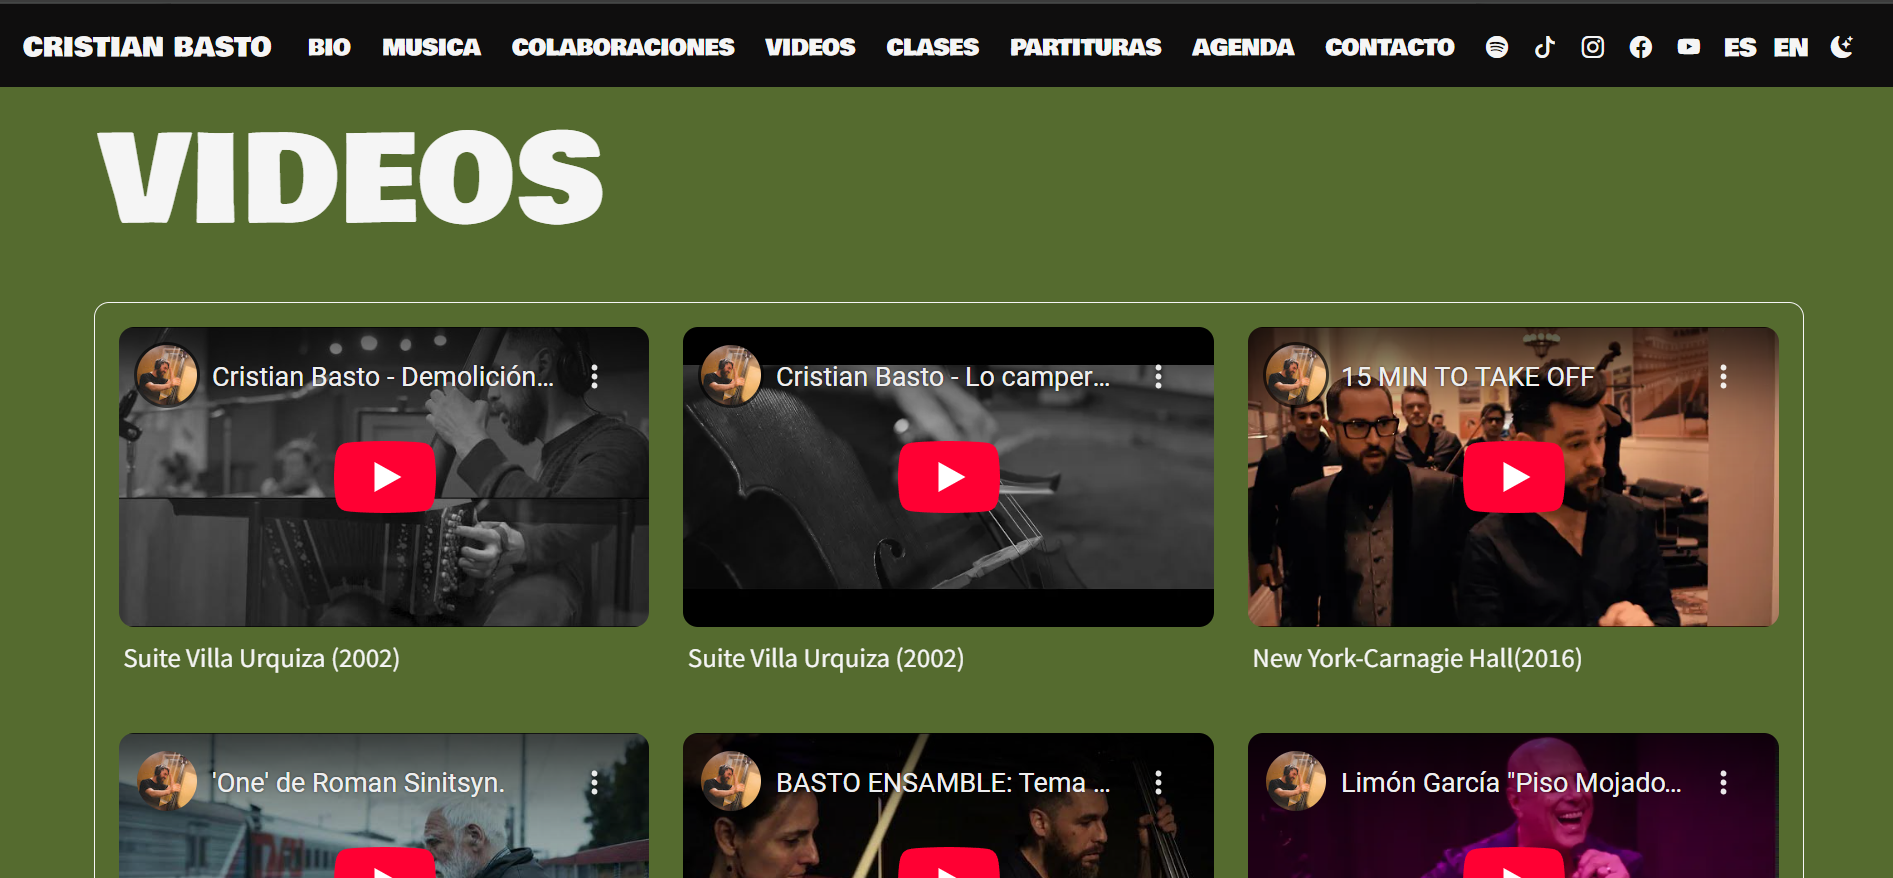 CRISTIAN BASTO BIO MUSICA COLABORACIONES VIDEOS CLASES PARTITURAS AGENDA CONTACTO ES EN
VIDEOS
Cristian Basto - Demolición...
Cristian Basto - Lo camper...
15 MIN TO TAKE OFF
Suite Villa Urquiza (2002)
Suite Villa Urquiza (2002)
New York-Carnagie Hall(2016)
'One' de Roman Sinitsyn.
BASTO ENSAMBLE: Tema ...
Limón García "Piso Mojado...